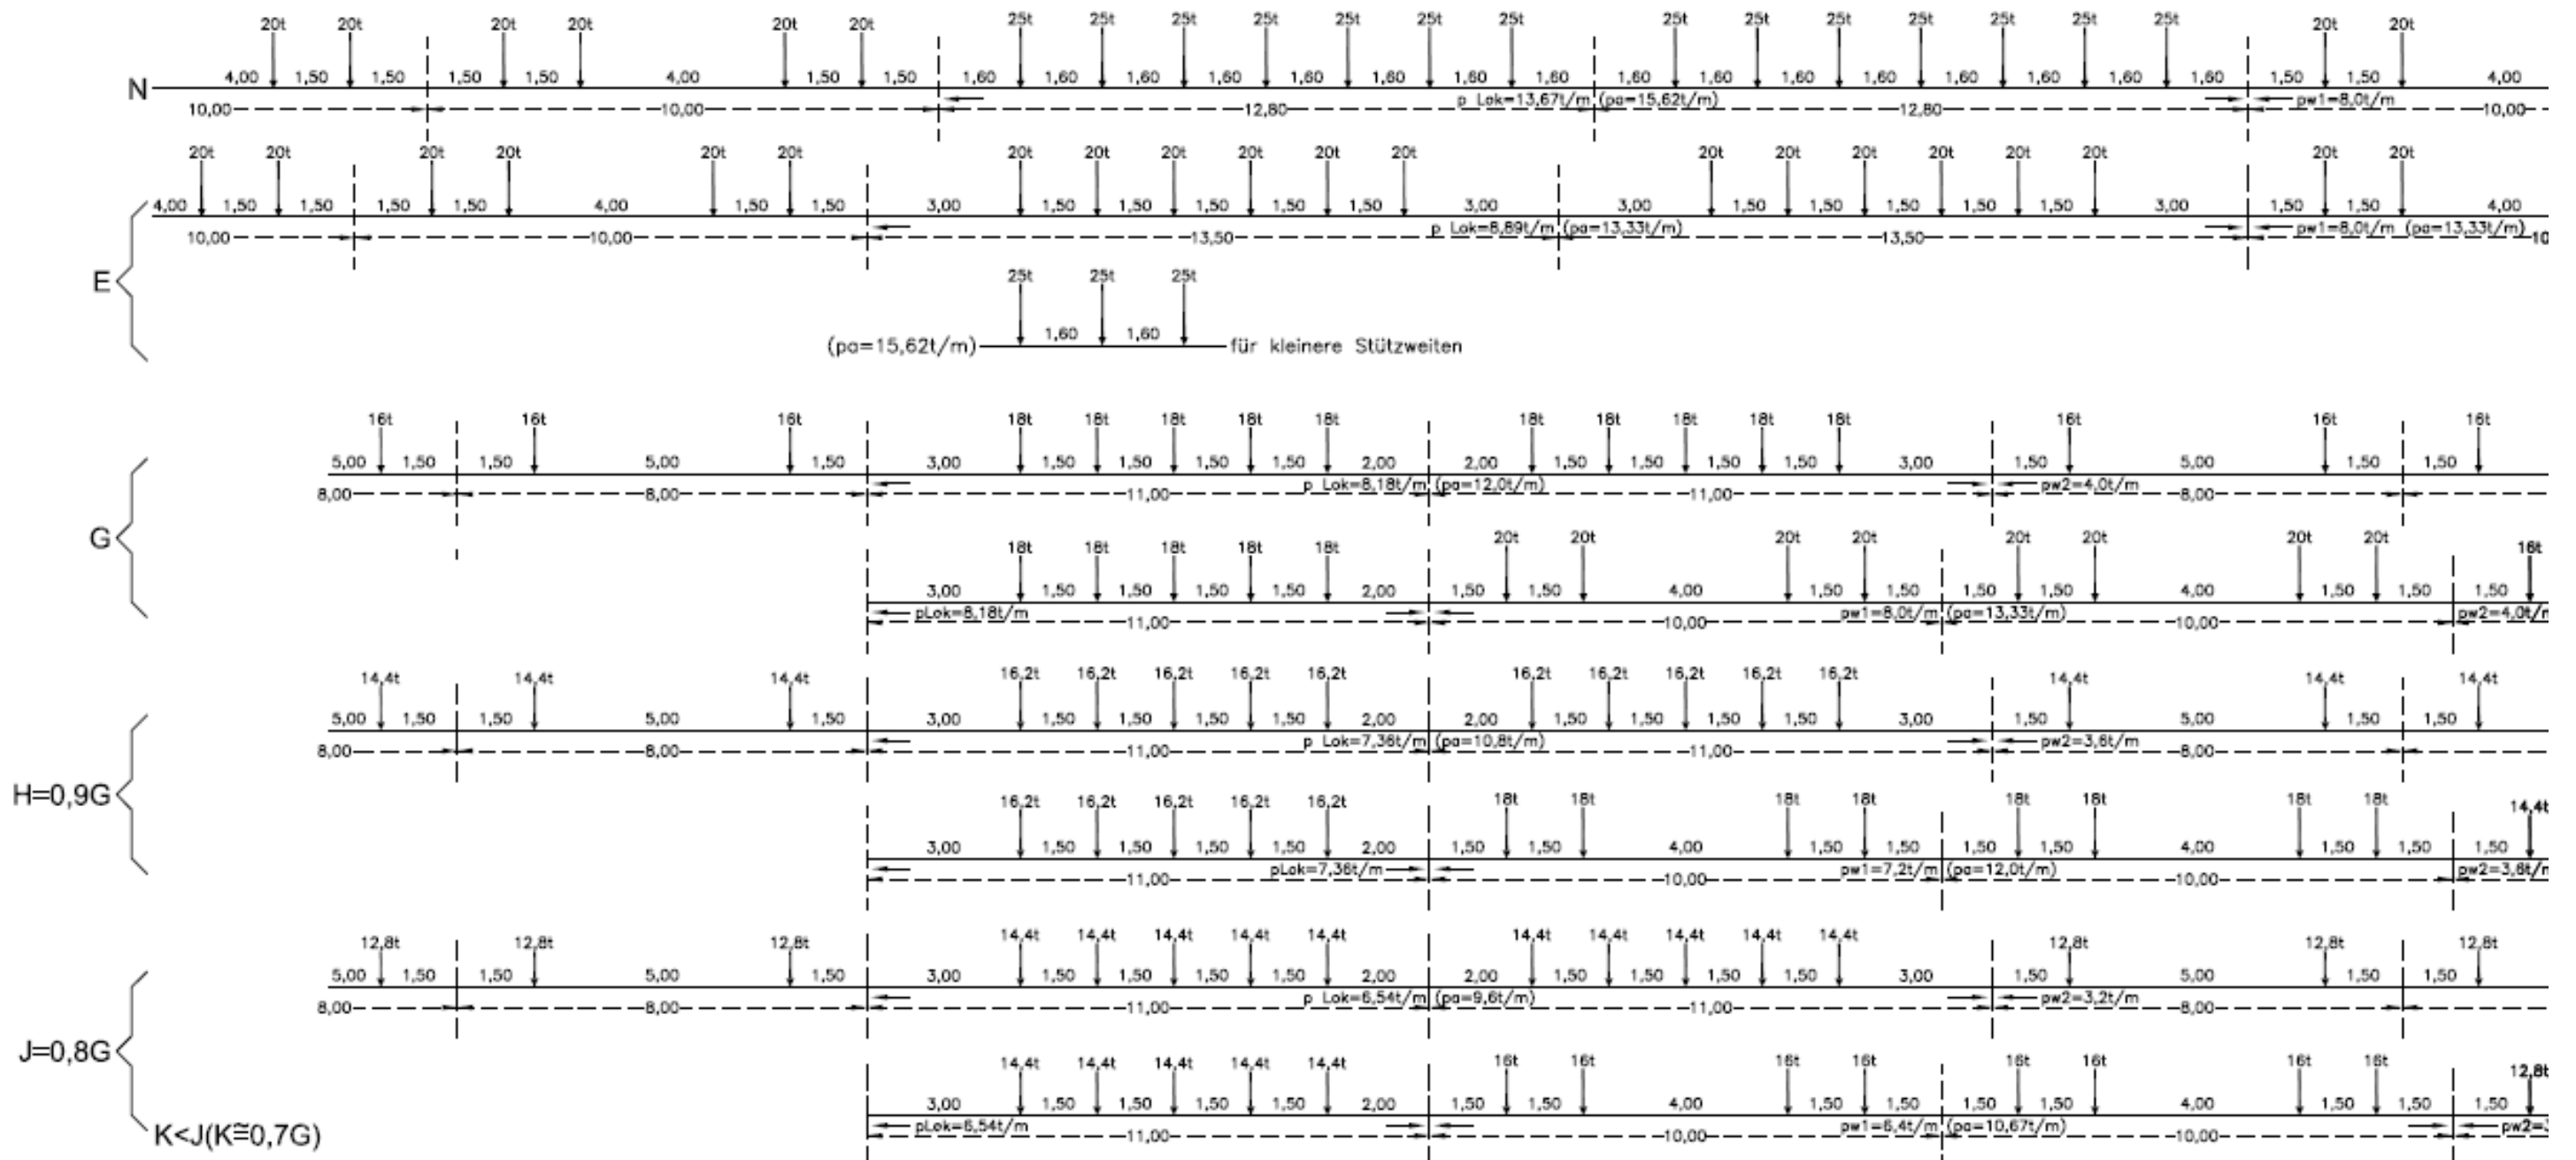 20t 20t 20t 20t 20t 20t 25t 25t 25t 25t 25t 25t 25t 25t 25t 25t 25t 25t 25t 25t 20t 20t
N 4,00 1,50 1,50 1,50 1,50 4,00 1,50 1,50 1,60 1,60 1,60 1,60 1,60 1,60 1,60 1,60 1,60 1,60 1,60 1,60 1,60 1,60 1,60 1,60 1,50 1,50 4,00
p Lok=13,67t/m (pa=15,62t/m) pw1=8,0t/m
10,00 10,00 12,80 12,80 10,00
20t 20t 20t 20t 20t 20t 20t 20t 20t 20t 20t 20t 20t 20t 20t 20t 20t 20t 20t 20t
4,00 1,50 1,50 1,50 1,50 4,00 1,50 1,50 3,00 1,50 1,50 1,50 1,50 1,50 3,00 3,00 1,50 1,50 1,50 1,50 1,50 3,00 1,50 1,50 4,00
p Lok=8,89t/m (pa=13,33t/m) pw1=8,0t/m (pa=13,33t/m)
10,00 10,00 13,50 13,50 10
E
25t 25t 25t
1,60 1,60
(pa=15,62t/m) für kleinere Stützweiten
16t 16t 16t 18t 18t 18t 18t 18t 18t 18t 18t 18t 18t 16t 16t 16t
5,00 1,50 1,50 5,00 1,50 3,00 1,50 1,50 1,50 1,50 2,00 2,00 1,50 1,50 1,50 1,50 3,00 1,50 5,00 1,50 1,50
p Lok=8,18t/m (pa=12,0t/m) pw2=4,0t/m
8,00 8,00 11,00 11,00 8,00
G
18t 18t 18t 18t 18t 20t 20t 20t 20t 20t 20t 20t 20t 16t
3,00 1,50 1,50 1,50 1,50 2,00 1,50 1,50 4,00 1,50 1,50 1,50 1,50 4,00 1,50 1,50 1,50
pLok=8,18t/m pw1=8,0t/m (pa=13,33t/m) pw2=4,0t/m
11,00 10,00 10,00
14,4t 14,4t 14,4t 16,2t 16,2t 16,2t 16,2t 16,2t 16,2t 16,2t 16,2t 16,2t 16,2t 14,4t 14,4t 14,4t
5,00 1,50 1,50 5,00 1,50 3,00 1,50 1,50 1,50 1,50 2,00 2,00 1,50 1,50 1,50 1,50 3,00 1,50 5,00 1,50 1,50
p Lok=7,36t/m (pa=10,8t/m) pw2=3,6t/m
8,00 8,00 11,00 11,00 8,00
H=0,9G
16,2t 16,2t 16,2t 16,2t 16,2t 18t 18t 18t 18t 18t 18t 18t 18t 14,4t
3,00 1,50 1,50 1,50 1,50 2,00 1,50 1,50 4,00 1,50 1,50 1,50 1,50 4,00 1,50 1,50 1,50
pLok=7,36t/m pw1=7,2t/m (pa=12,0t/m) pw2=3,6t/m
11,00 10,00 10,00
12,8t 12,8t 12,8t 14,4t 14,4t 14,4t 14,4t 14,4t 14,4t 14,4t 14,4t 14,4t 14,4t 12,8t 12,8t 12,8t
5,00 1,50 1,50 5,00 1,50 3,00 1,50 1,50 1,50 1,50 2,00 2,00 1,50 1,50 1,50 1,50 3,00 1,50 5,00 1,50 1,50
p Lok=6,54t/m (pa=9,6t/m) pw2=3,2t/m
8,00 8,00 11,00 11,00 8,00
J=0,8G
14,4t 14,4t 14,4t 14,4t 14,4t 16t 16t 16t 16t 16t 16t 16t 16t 12,8t
3,00 1,50 1,50 1,50 1,50 2,00 1,50 1,50 4,00 1,50 1,50 1,50 1,50 4,00 1,50 1,50 1,50
pLok=6,54t/m pw1=6,4t/m (pa=10,67t/m) pw2=
11,00 10,00 10,00
K<J(K≅0,7G)